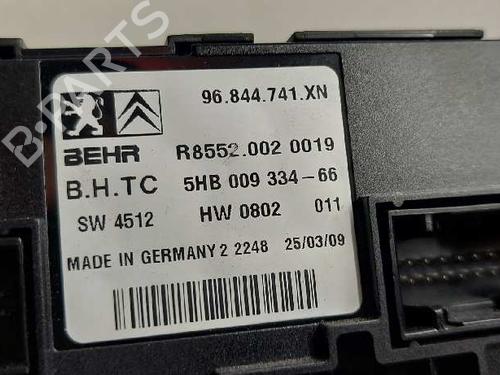 96.844.741.XN
BEHR R8552.002 0019
B.H.TC 5HB 009 334-66
SW 4512 HW 0802 011
MADE IN GERMANY 2 2248 25/03/09
B-PARTS